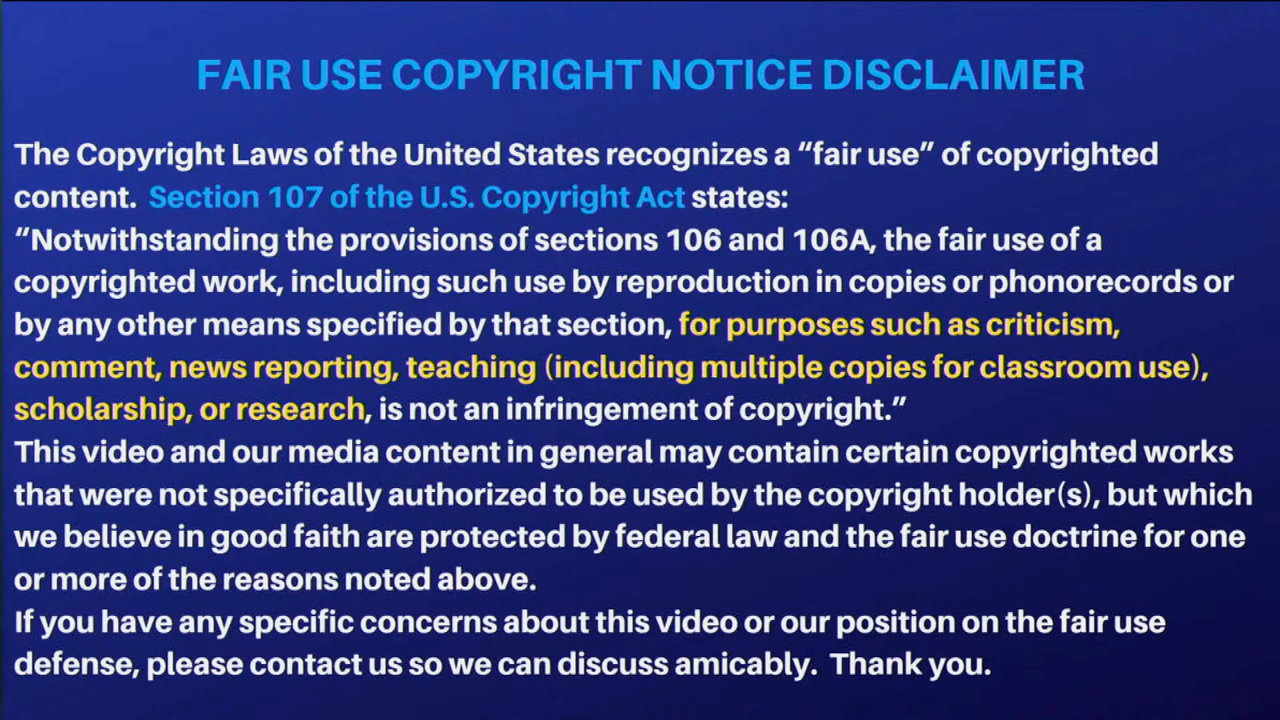 FAIR USE COPYRIGHT NOTICE DISCLAIMER
The Copyright Laws of the United States recognizes a “fair use” of copyrighted
content.  Section 107 of the U.S. Copyright Act states:
“Notwithstanding the provisions of sections 106 and 106A, the fair use of a
copyrighted work, including such use by reproduction in copies or phonorecords or
by any other means specified by that section, for purposes such as criticism,
comment, news reporting, teaching (including multiple copies for classroom use),
scholarship, or research, is not an infringement of copyright.”
This video and our media content in general may contain certain copyrighted works
that were not specifically authorized to be used by the copyright holder(s), but which
we believe in good faith are protected by federal law and the fair use doctrine for one
or more of the reasons noted above.
If you have any specific concerns about this video or our position on the fair use
defense, please contact us so we can discuss amicably.  Thank you.